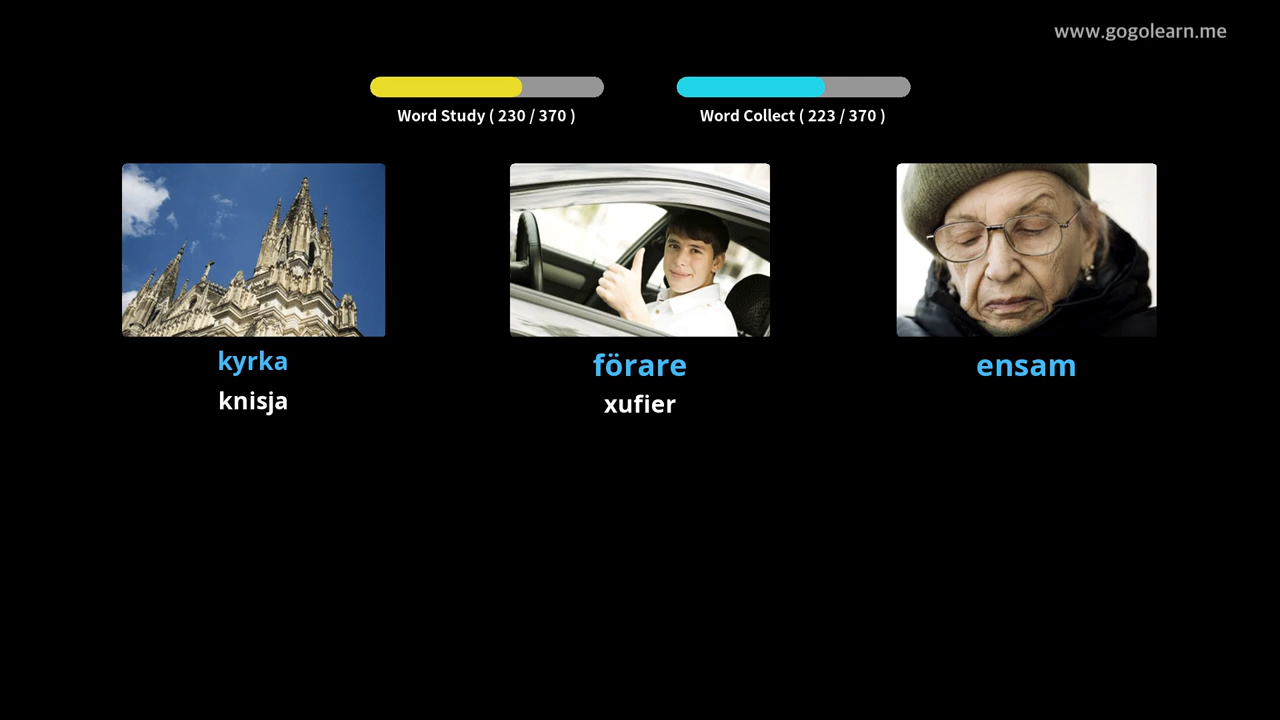 www.gogolearn.me
Word Study ( 230 / 370 )
Word Collect ( 223 / 370 )
kyrka
knisja
förare
xufier
ensam